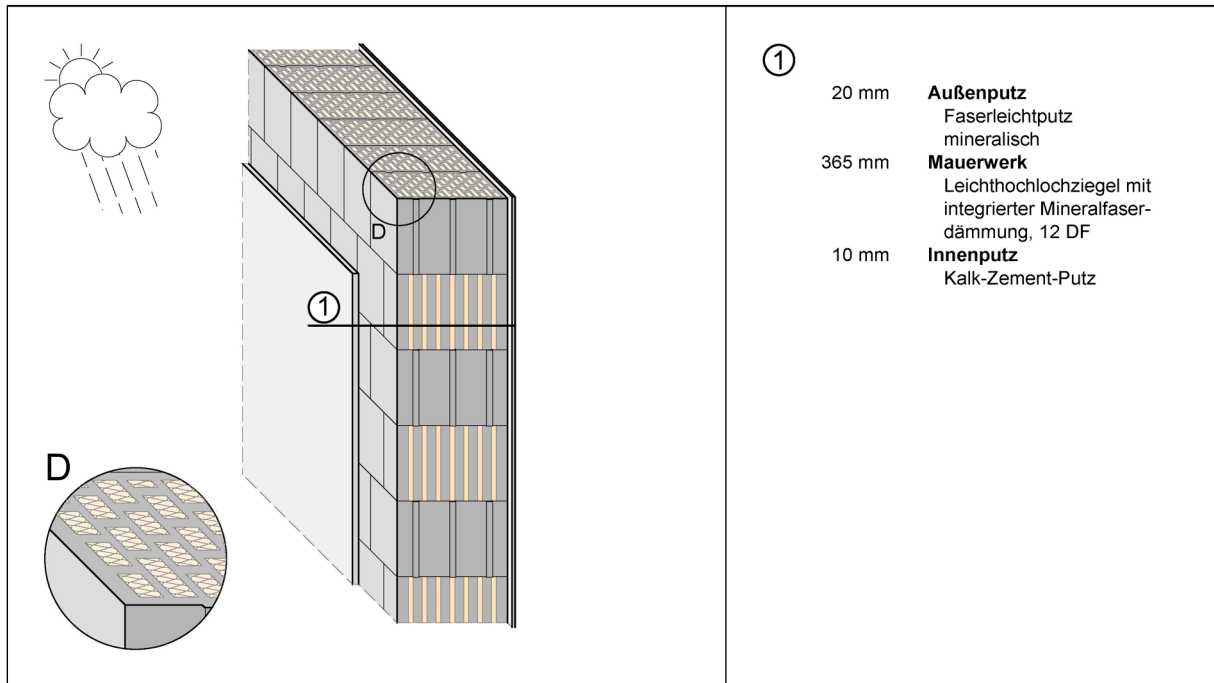 D
①
D
①
20 mm Außenputz
Faserleichtputz
mineralisch
365 mm Mauerwerk
Leichthochlochziegel mit
integrierter Mineralfaser-
dämmung, 12 DF
10 mm Innenputz
Kalk-Zement-Putz